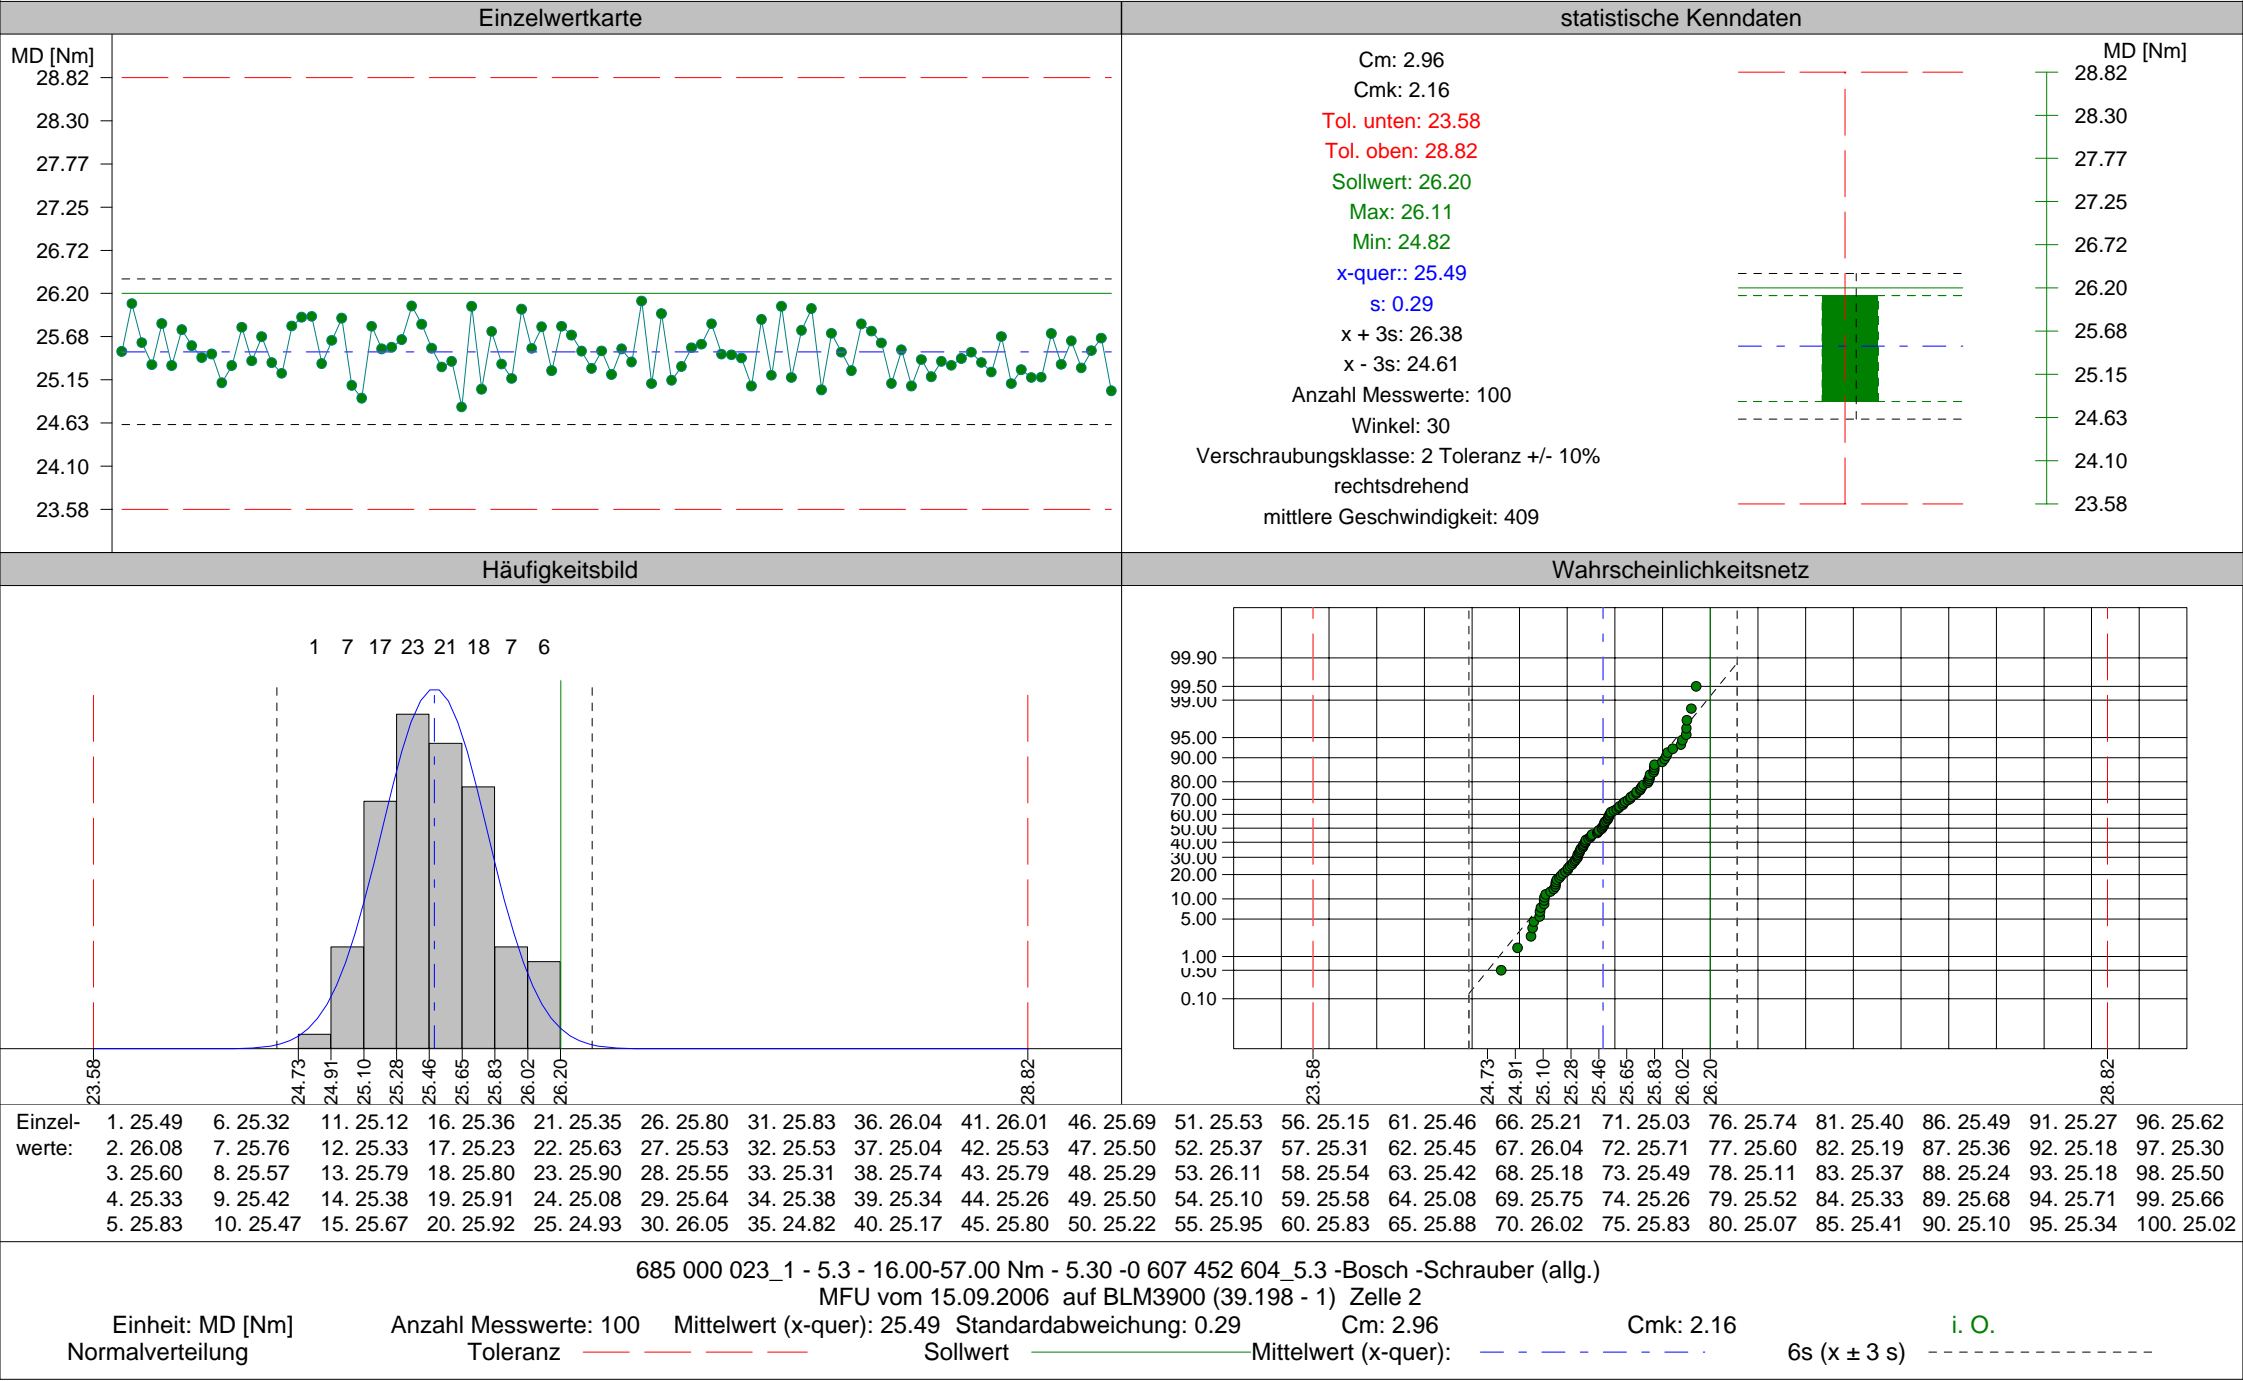 Einzelwertkarte
MD [Nm]
28.82
28.30
27.77
27.25
26.72
26.20
25.68
25.15
24.63
24.10
23.58
statistische Kenndaten
Cm: 2.96
Cmk: 2.16
Tol. unten: 23.58
Tol. oben: 28.82
Sollwert: 26.20
Max: 26.11
Min: 24.82
x-quer:: 25.49
s: 0.29
x + 3s: 26.38
x - 3s: 24.61
Anzahl Messwerte: 100
Winkel: 30
Verschraubungsklasse: 2 Toleranz +/- 10%
rechtsdrehend
mittlere Geschwindigkeit: 409
MD [Nm]
28.82
28.30
27.77
27.25
26.72
26.20
25.68
25.15
24.63
24.10
23.58
Häufigkeitsbild
1 7 17 23 21 18 7 6
23.58 24.73 24.91 25.10 25.28 25.46 25.65 25.83 26.02 26.20 28.82
Wahrscheinlichkeitsnetz
99.90
99.50
99.00
95.00
90.00
80.00
70.00
60.00
50.00
40.00
30.00
20.00
10.00
5.00
1.00
0.50
0.10
23.58 24.73 24.91 25.10 25.28 25.46 25.65 25.83 26.02 26.20 28.82
Einzel- 1. 25.49 6. 25.32 11. 25.12 16. 25.36 21. 25.35 26. 25.80 31. 25.83 36. 26.04 41. 26.01 46. 25.69 51. 25.53 56. 25.15 61. 25.46 66. 25.21 71. 25.03 76. 25.74 81. 25.40 86. 25.49 91. 25.27 96. 25.62
werte: 2. 26.08 7. 25.76 12. 25.33 17. 25.23 22. 25.63 27. 25.53 32. 25.53 37. 25.04 42. 25.53 47. 25.50 52. 25.37 57. 25.31 62. 25.45 67. 26.04 72. 25.71 77. 25.60 82. 25.19 87. 25.36 92. 25.18 97. 25.30
3. 25.60 8. 25.57 13. 25.79 18. 25.80 23. 25.90 28. 25.55 33. 25.31 38. 25.74 43. 25.79 48. 25.29 53. 26.11 58. 25.54 63. 25.42 68. 25.18 73. 25.49 78. 25.11 83. 25.37 88. 25.24 93. 25.18 98. 25.50
4. 25.33 9. 25.42 14. 25.38 19. 25.91 24. 25.08 29. 25.64 34. 25.38 39. 25.34 44. 25.26 49. 25.50 54. 25.10 59. 25.58 64. 25.08 69. 25.75 74. 25.26 79. 25.52 84. 25.33 89. 25.68 94. 25.71 99. 25.66
5. 25.83 10. 25.47 15. 25.67 20. 25.92 25. 24.93 30. 26.05 35. 24.82 40. 25.17 45. 25.80 50. 25.22 55. 25.95 60. 25.83 65. 25.88 70. 26.02 75. 25.83 80. 25.07 85. 25.41 90. 25.10 95. 25.34 100. 25.02
685 000 023_1 - 5.3 - 16.00-57.00 Nm - 5.30 -0 607 452 604_5.3 -Bosch -Schrauber (allg.)
MFU vom 15.09.2006 auf BLM3900 (39.198 - 1) Zelle 2
Einheit: MD [Nm] Anzahl Messwerte: 100 Mittelwert (x-quer): 25.49 Standardabweichung: 0.29 Cm: 2.96 Cmk: 2.16 i. O.
Normalverteilung Toleranz Sollwert Mittelwert (x-quer): 6s (x ± 3 s)